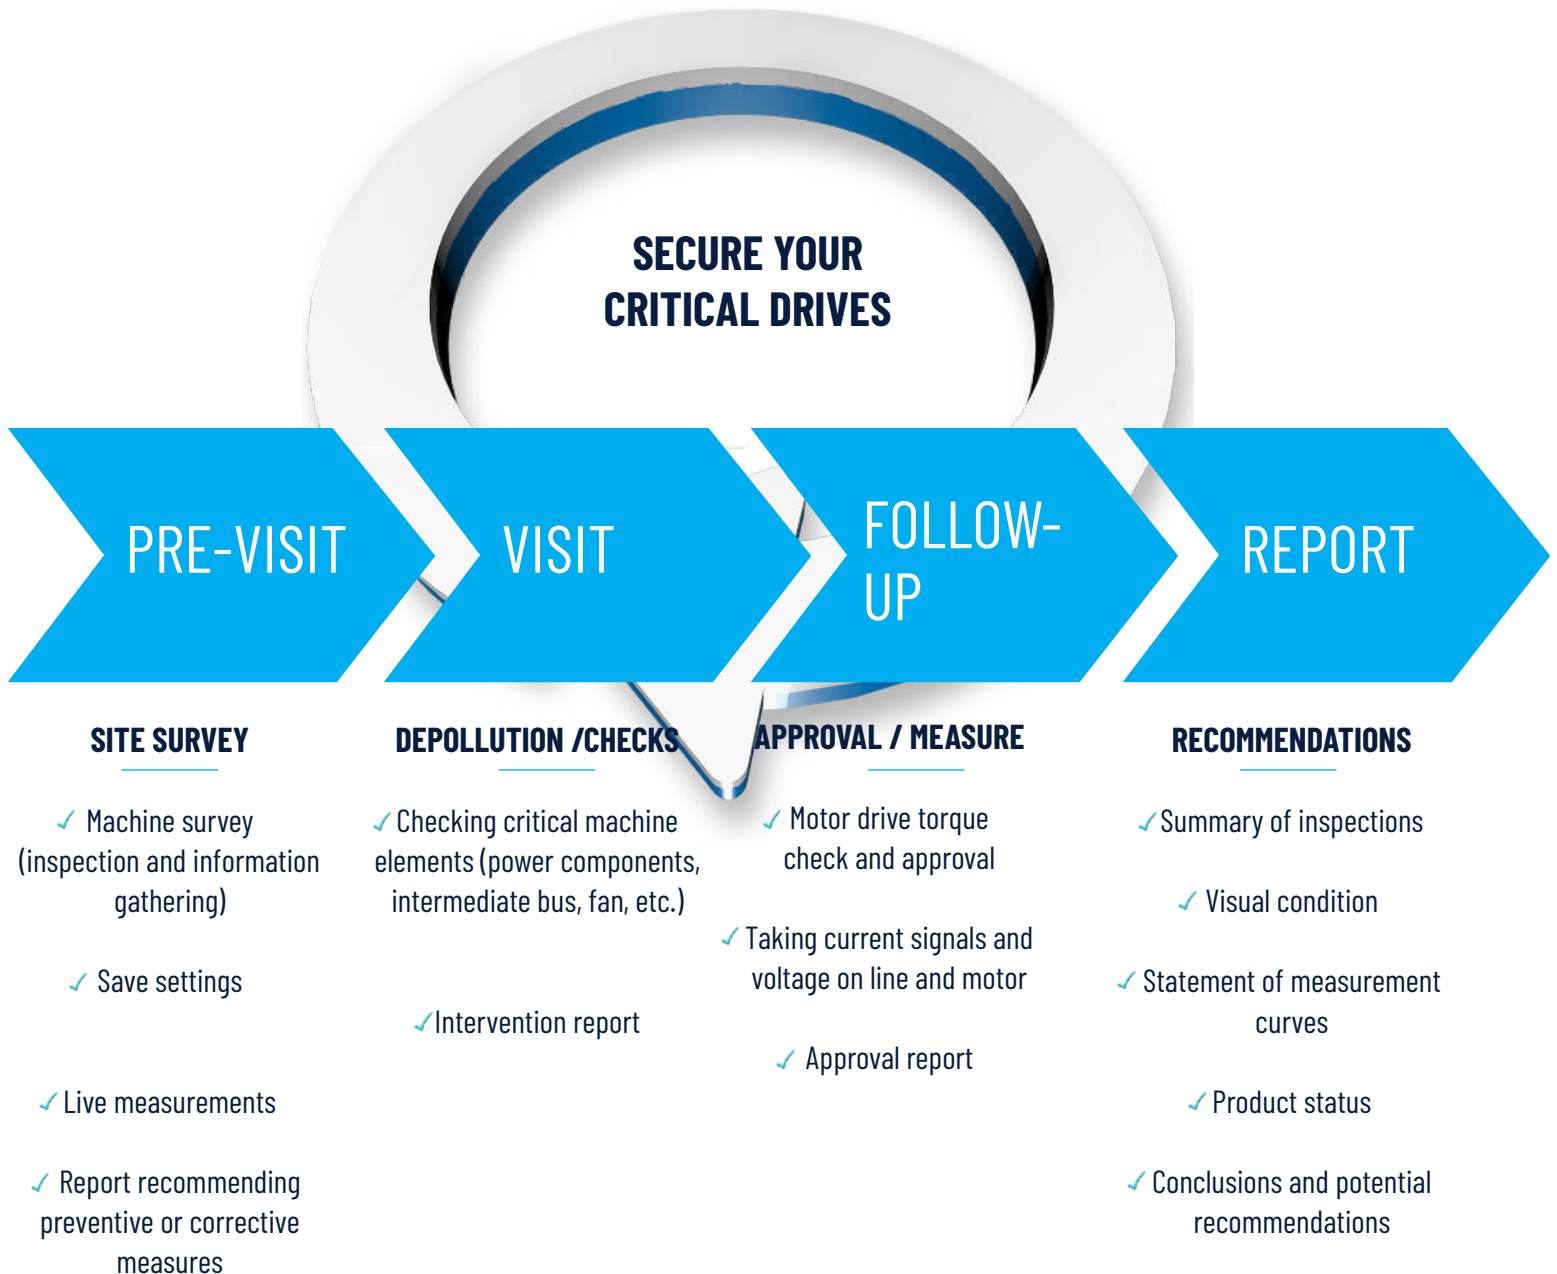 SECURE YOUR
CRITICAL DRIVES
PRE-VISIT
VISIT
FOLLOW-
UP
REPORT
SITE SURVEY
✓ Machine survey
(inspection and information
gathering)
✓ Save settings
✓ Live measurements
✓ Report recommending
preventive or corrective
measures
DEPOLLUTION /CHECKS
✓ Checking critical machine
elements (power components,
intermediate bus, fan, etc.)
✓ Intervention report
APPROVAL / MEASURE
✓ Motor drive torque
check and approval
✓ Taking current signals and
voltage on line and motor
✓ Approval report
RECOMMENDATIONS
✓ Summary of inspections
✓ Visual condition
✓ Statement of measurement
curves
✓ Product status
✓ Conclusions and potential
recommendations